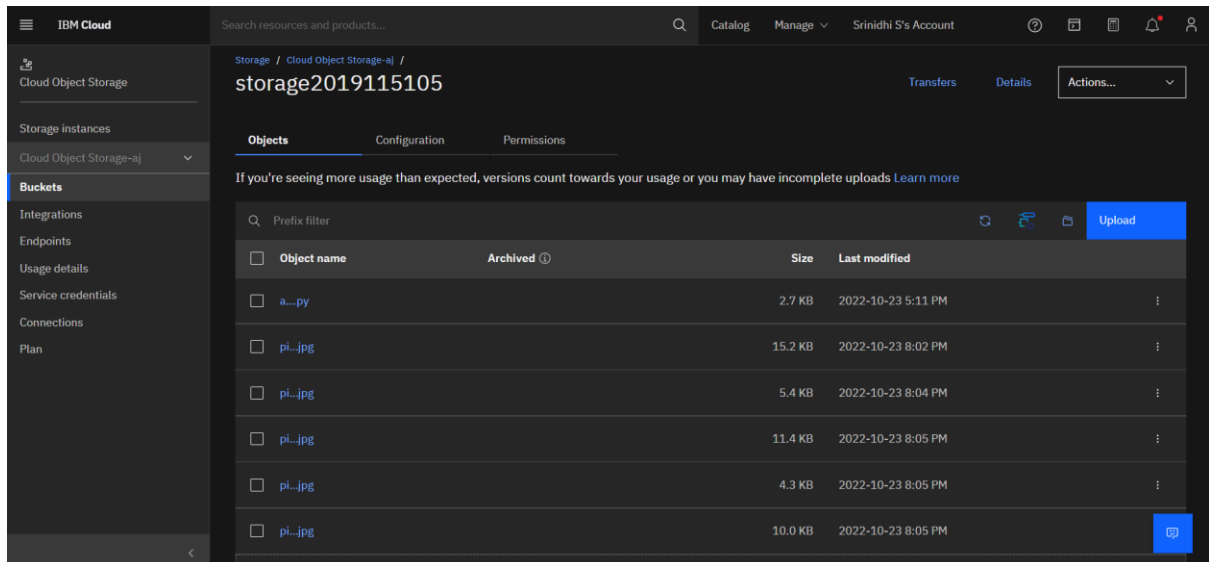 IBM Cloud
Search resources and products...
Catalog
Manage
Srinidhi S's Account
Cloud Object Storage
Storage instances
Cloud Object Storage-aj
Buckets
Integrations
Endpoints
Usage details
Service credentials
Connections
Plan
Storage / Cloud Object Storage-aj /
storage2019115105
Transfers
Details
Actions...
Objects
Configuration
Permissions
If you're seeing more usage than expected, versions count towards your usage or you may have incomplete uploads Learn more
Prefix filter
Upload
Object name Archived Size Last modified
a...py 2.7 KB 2022-10-23 5:11 PM
pi...jpg 15.2 KB 2022-10-23 8:02 PM
pi...jpg 5.4 KB 2022-10-23 8:04 PM
pi...jpg 11.4 KB 2022-10-23 8:05 PM
pi...jpg 4.3 KB 2022-10-23 8:05 PM
pi...jpg 10.0 KB 2022-10-23 8:05 PM